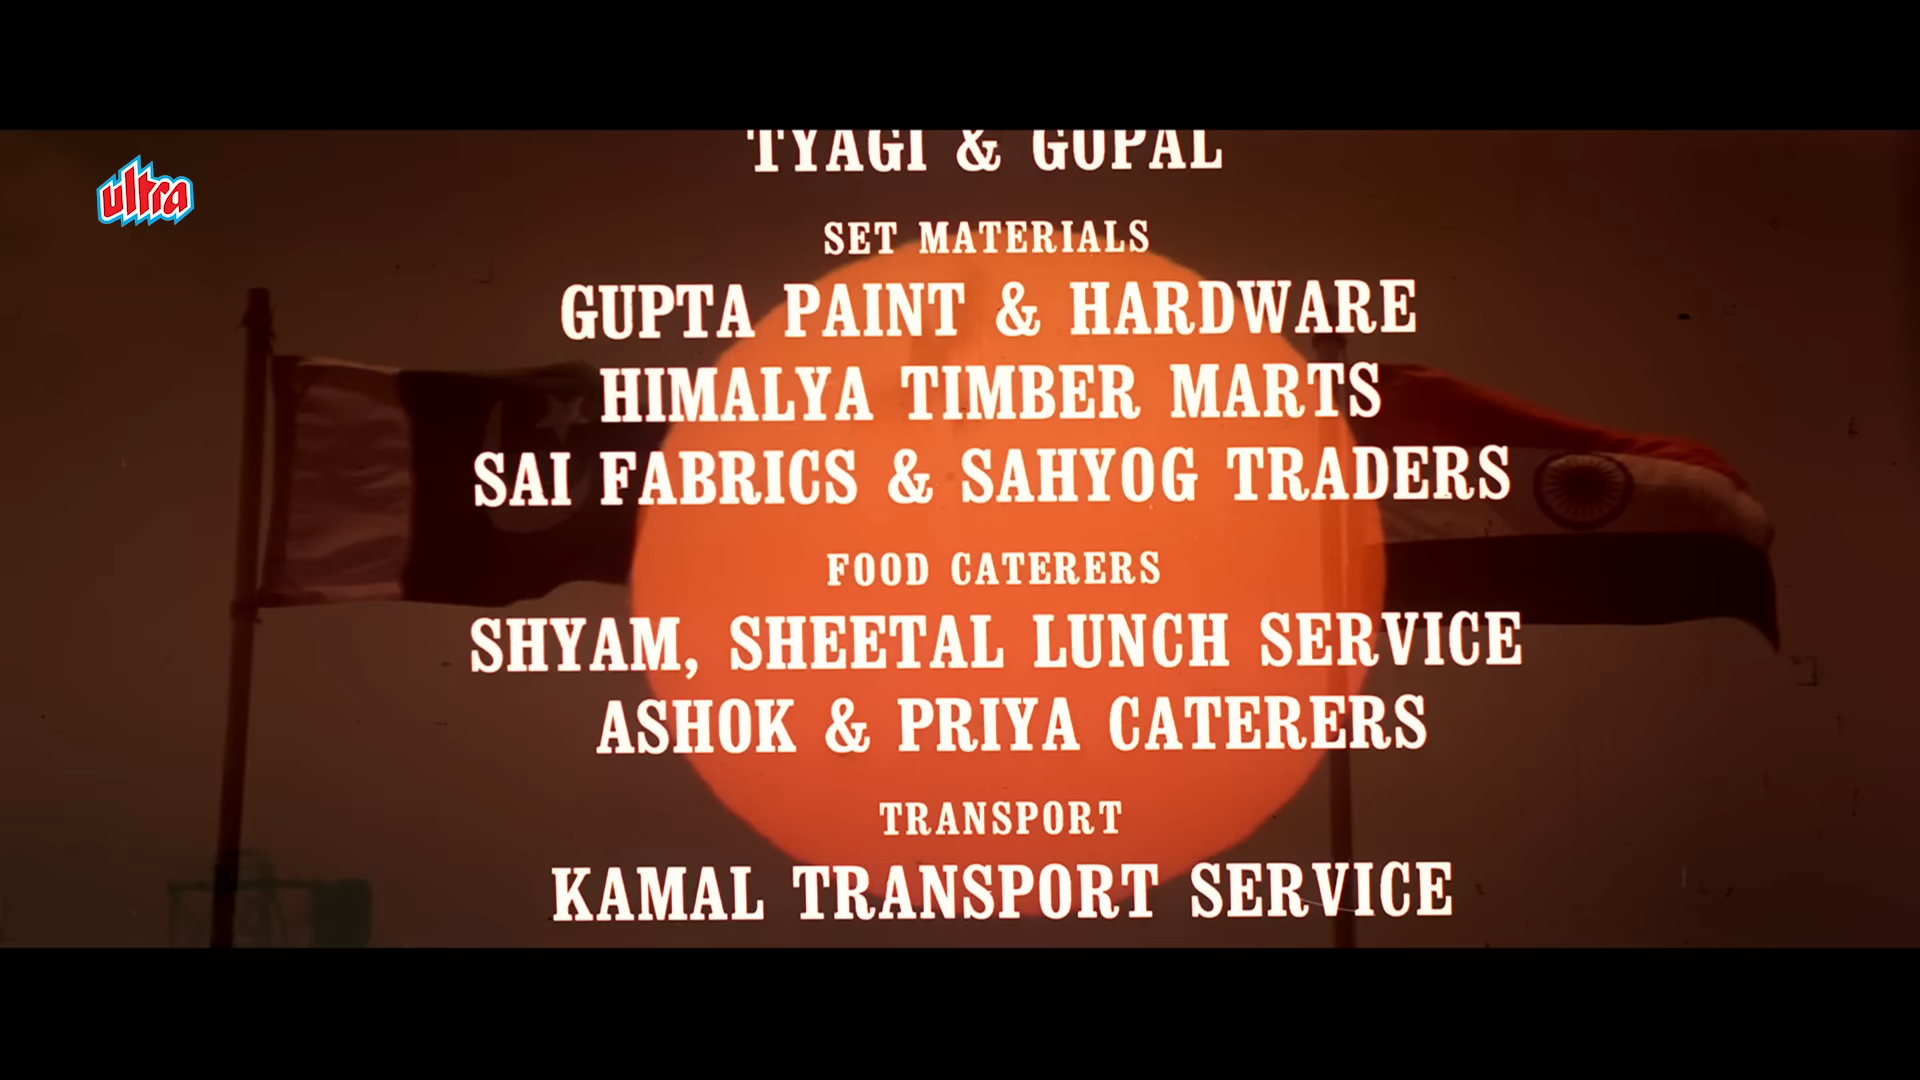 ultra
TYAGI & GOPAL
SET MATERIALS
GUPTA PAINT & HARDWARE
HIMALYA TIMBER MARTS
SAI FABRICS & SAHYOG TRADERS
FOOD CATERERS
SHYAM, SHEETAL LUNCH SERVICE
ASHOK & PRIYA CATERERS
TRANSPORT
KAMAL TRANSPORT SERVICE